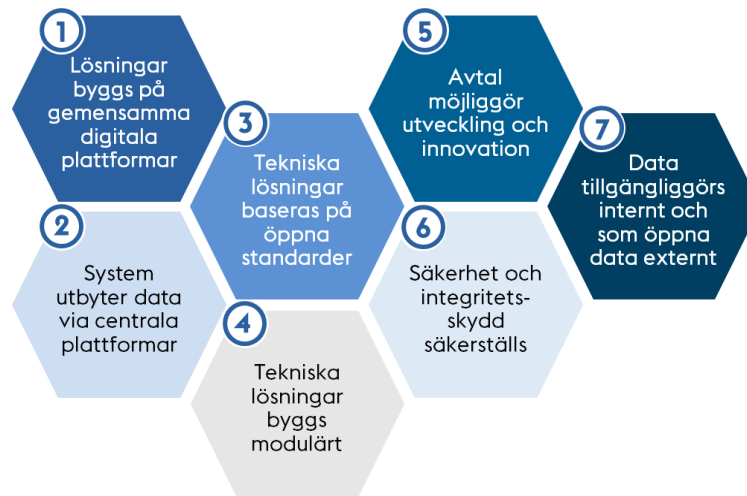 1
Lösningar
byggs på
gemensamma
digitala
plattformar
2
System
utbyter data
via centrala
plattformar
3
Tekniska
lösningar
baseras på
öppna
standarder
4
Tekniska
lösningar
byggs
modulärt
5
Avtal
möjliggör
utveckling och
innovation
6
Säkerhet och
integritets-
skydd
säkerställs
7
Data
tillgängliggörs
internt och
som öppna
data externt